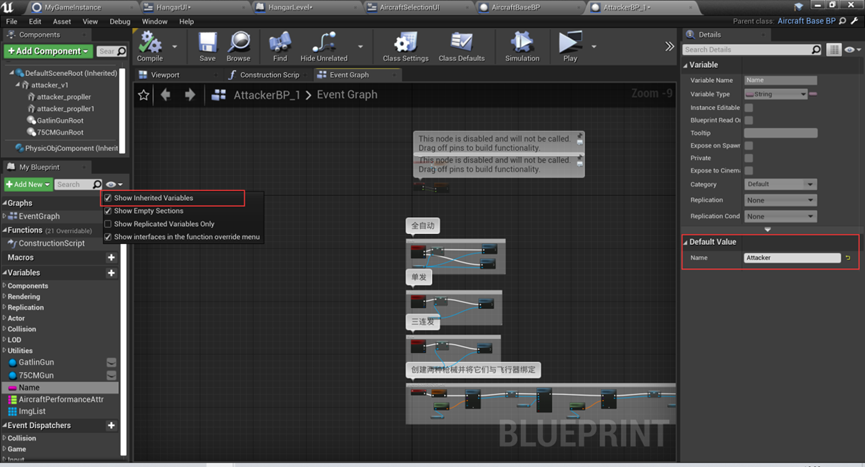 MyGameInstance
HangarUI•
HangarLevel•
AircraftSelectionUI
AircraftBaseBP
AttackerBP_1•
File Edit Asset View Debug Window Help
Parent class: Aircraft Base BP
Components
+Add Component
Search
DefaultSceneRoot (Inherited)
attacker_v1
attacker_propller
attacker_propller1
GatlinGunRoot
75CMGunRoot
PhysicObjComponent (Inherit
My Blueprint
+Add New
Search
Show Inherited Variables
Show Empty Sections
Show Replicated Variables Only
Show interfaces in the function override menu
Graphs
EventGraph
Functions (21 Overridable)
ConstructionScript
Macros
Variables
Components
Rendering
Replication
Actor
Collision
LOD
Utilities
GatlinGun
75CMGun
Name
AircraftPerformanceAttr
ImgList
Event Dispatchers
Collision
Game
Input
Compile
Save
Browse
Find
Hide Unrelated
Class Settings
Class Defaults
Simulation
Play
Viewport
Construction Scrip
Event Graph
AttackerBP_1 > Event Graph
Zoom -9
This node is disabled and will not be called.
Drag off pins to build functionality.
This node is disabled and will not be called.
Drag off pins to build functionality.
全自动
单发
三连发
创建两种枪械并将它们与飞行器绑定
BLUEPRINT
Details
Search Details
Variable
Variable Name Name
Variable Type String
Instance Editable
Blueprint Read O
Tooltip
Expose on Spawn
Private
Expose to Cinema
Category Default
Replication None
Replication Cond None
Default Value
Name Attacker